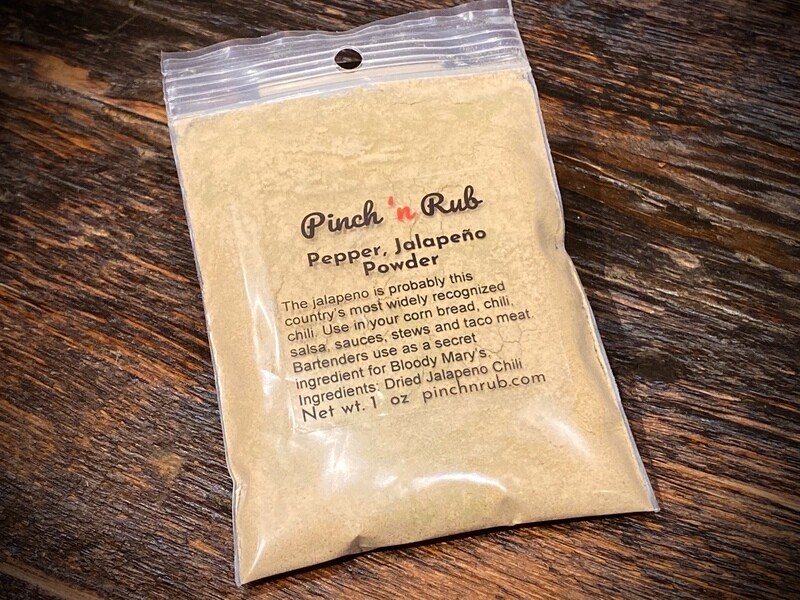 Pinch 'n Rub
Pepper, Jalapeño
Powder
The jalapeno is probably this
country's most widely recognized
chili. Use in your corn bread, chili,
salsa, sauces, stews and taco meat.
Bartenders use as a secret
ingredient for Bloody Mary's.
Ingredients: Dried Jalapeno Chili
Net wt. 1 oz pinchnrub.com